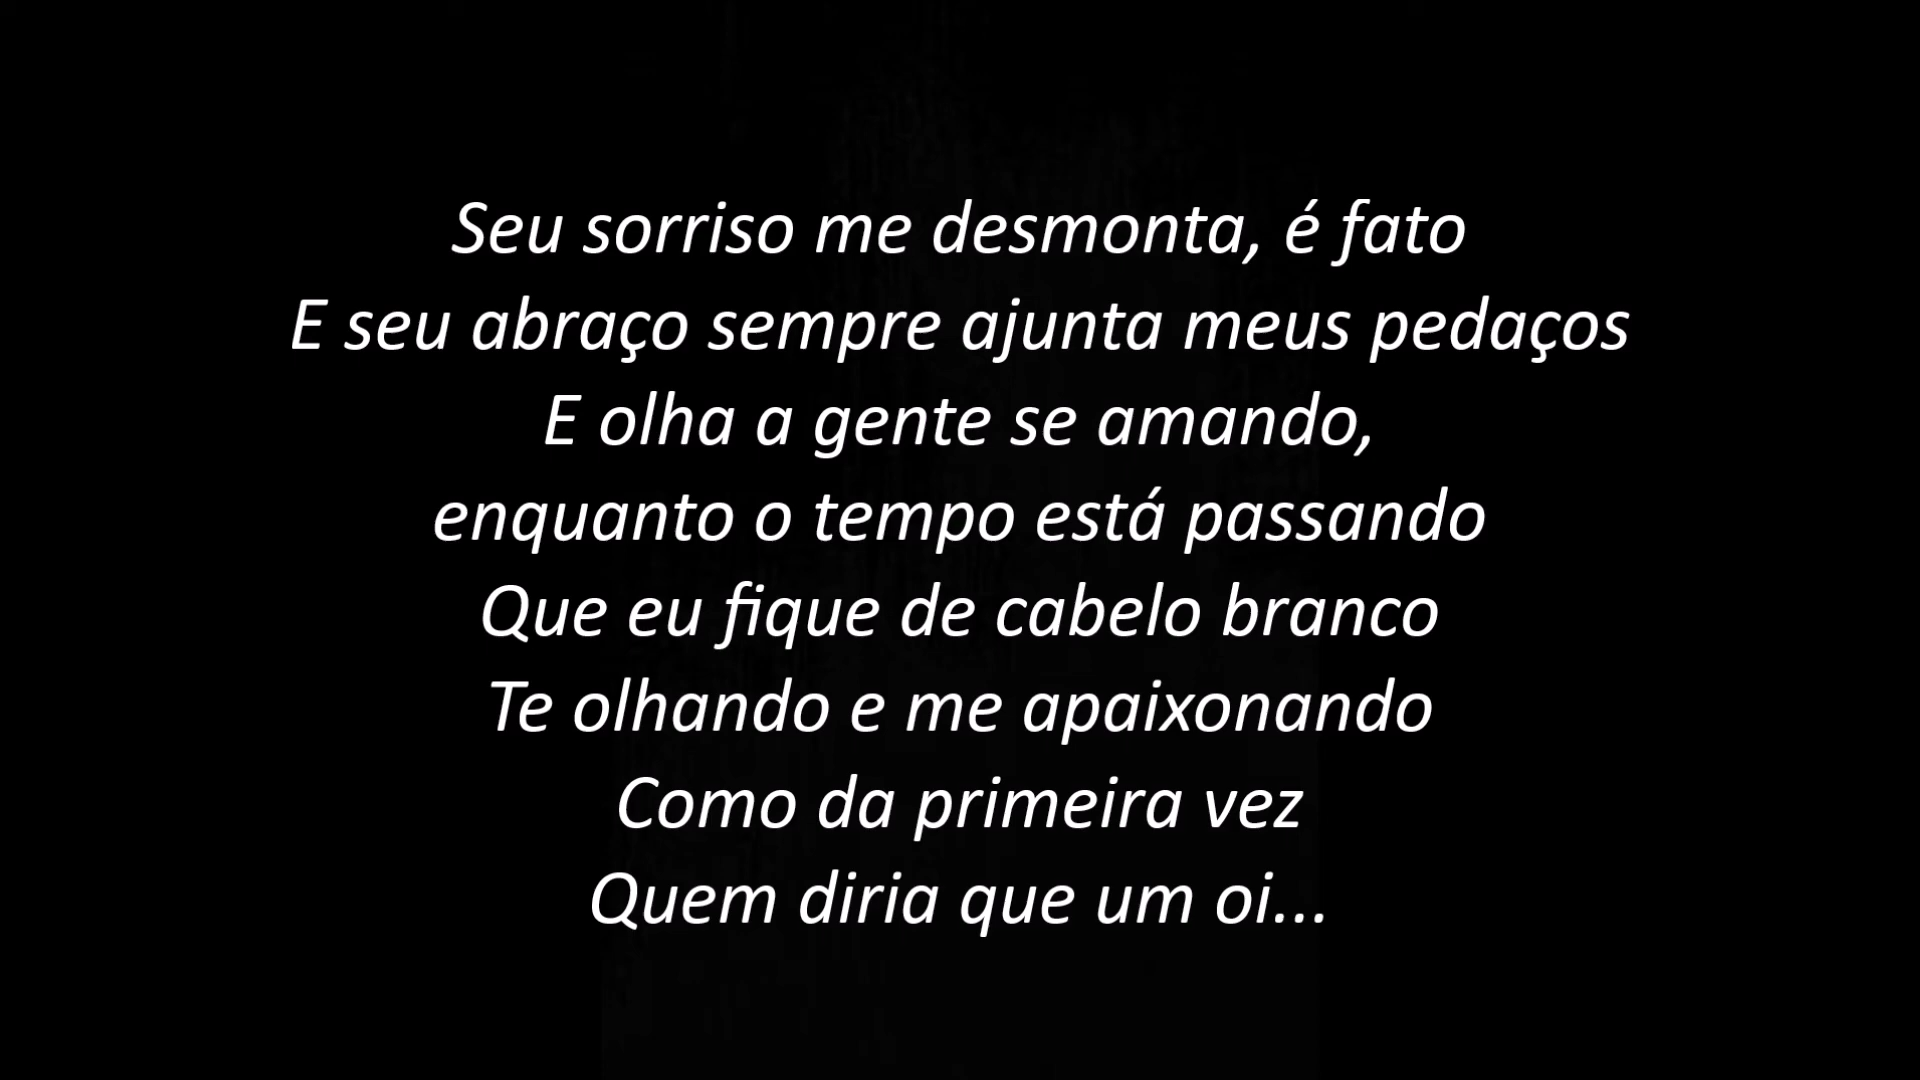 Seu sorriso me desmonta, é fato
E seu abraço sempre ajunta meus pedaços
E olha a gente se amando,
enquanto o tempo está passando
Que eu fique de cabelo branco
Te olhando e me apaixonando
Como da primeira vez
Quem diria que um oi...